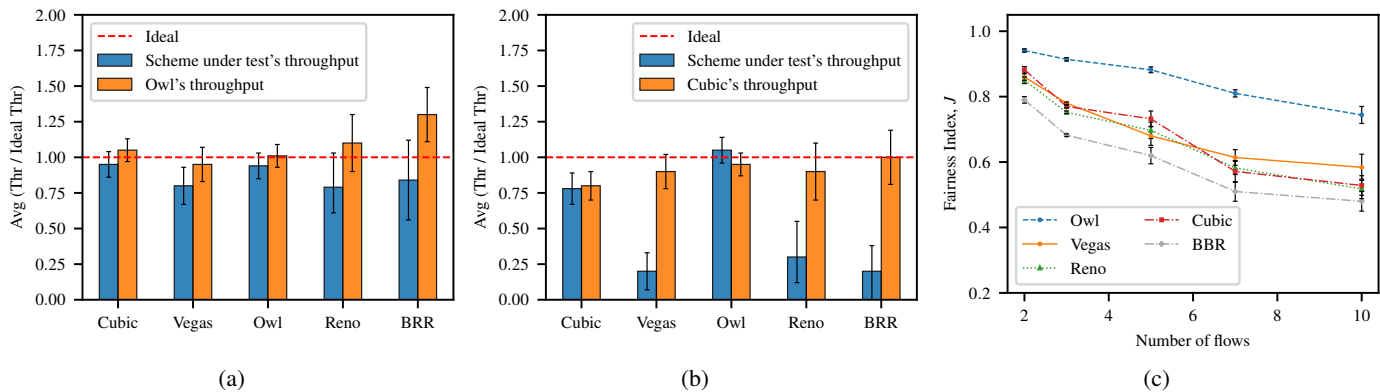 2.00
1.75
1.50
1.25
1.00
0.75
0.50
0.25
0.00
Avg (Thr / Ideal Thr)
Ideal
Scheme under test's throughput
Owl's throughput
Cubic Vegas Owl Reno BRR
(a)
2.00
1.75
1.50
1.25
1.00
0.75
0.50
0.25
0.00
Avg (Thr / Ideal Thr)
Ideal
Scheme under test's throughput
Cubic's throughput
Cubic Vegas Owl Reno BRR
(b)
1.0
0.8
0.6
0.4
0.2
Fairness Index, J
Owl
Vegas
Reno
Cubic
BBR
2 4 6 8 10
Number of flows
(c)